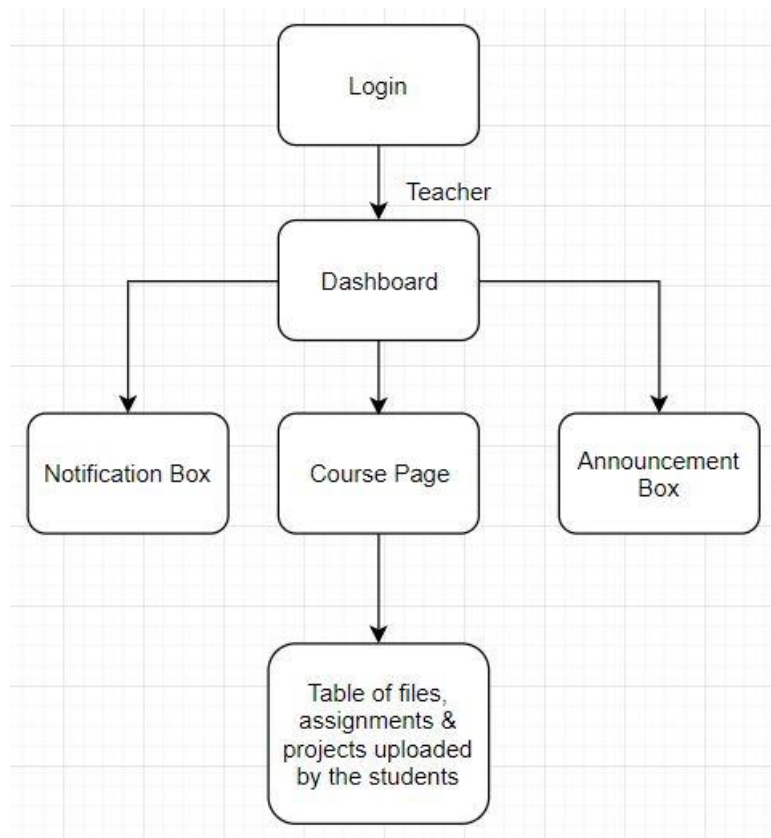 Login
Teacher
Dashboard
Notification Box
Course Page
Announcement
Box
Table of files,
assignments &
projects uploaded
by the students